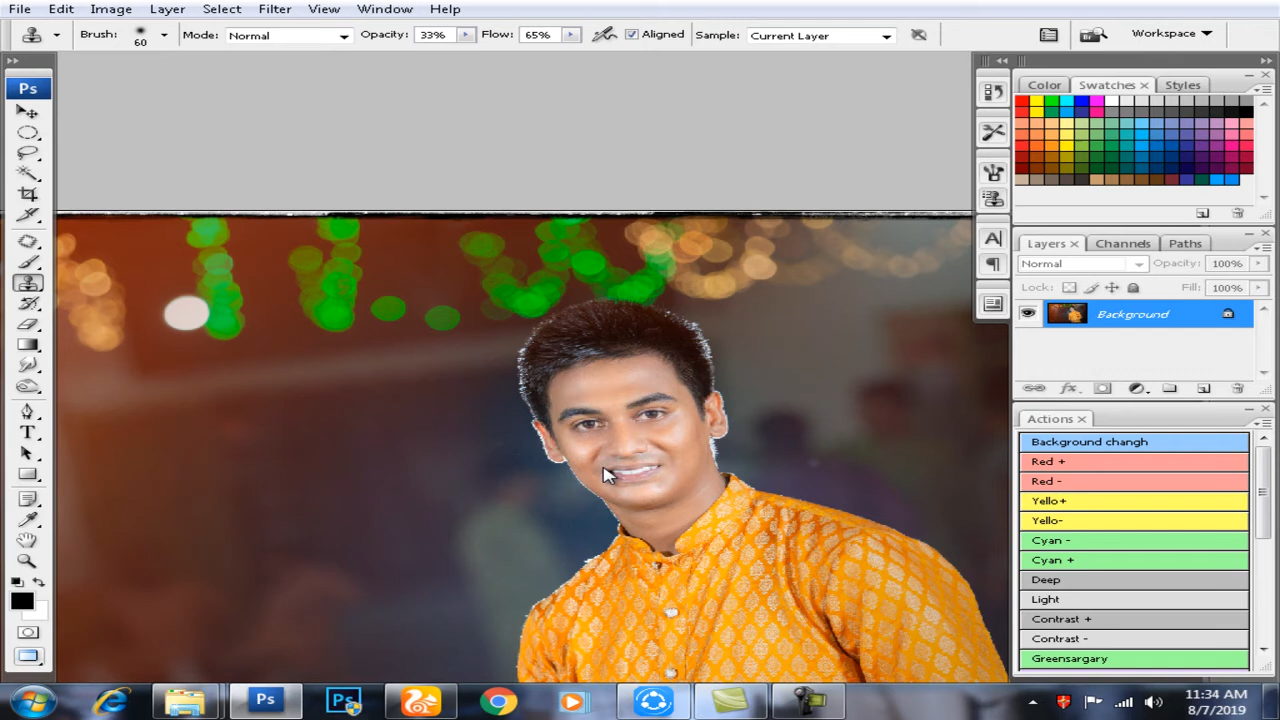 File Edit Image Layer Select Filter View Window Help
Brush: 60 Mode: Normal Opacity: 33% Flow: 65% Aligned Sample: Current Layer Workspace
Ps
Color Swatches Styles
Layers Channels Paths
Normal Opacity: 100%
Lock: Fill: 100%
Background
Actions
Background changh
Red +
Red -
Yello+
Yello-
Cyan -
Cyan +
Deep
Light
Contrast +
Contrast -
Greensargary
T
A
Ps Ps
11:34 AM
8/7/2019